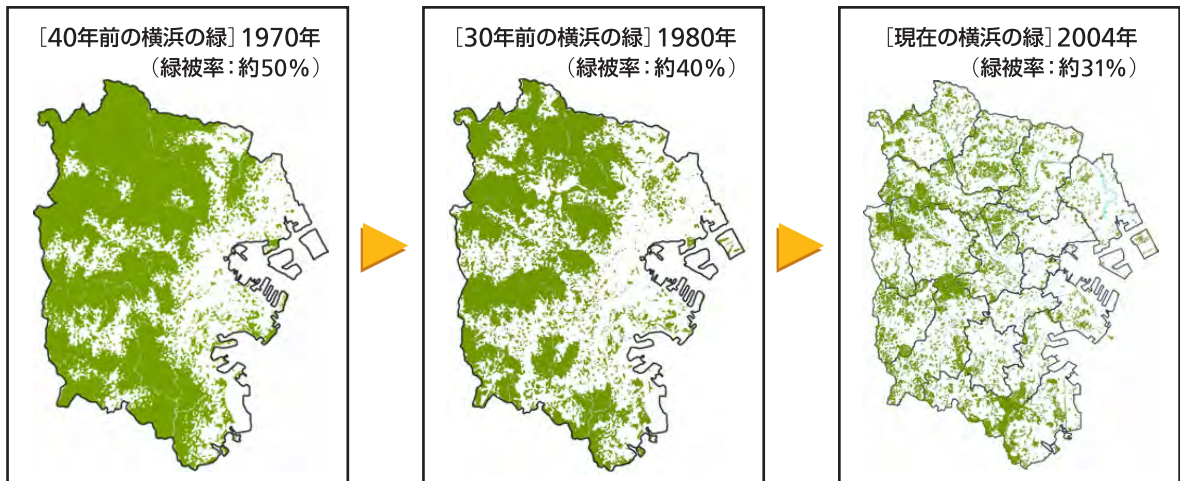 [40年前の横浜の緑] 1970年
(緑被率：約50%)
[30年前の横浜の緑] 1980年
(緑被率：約40%)
[現在の横浜の緑] 2004年
(緑被率：約31%)